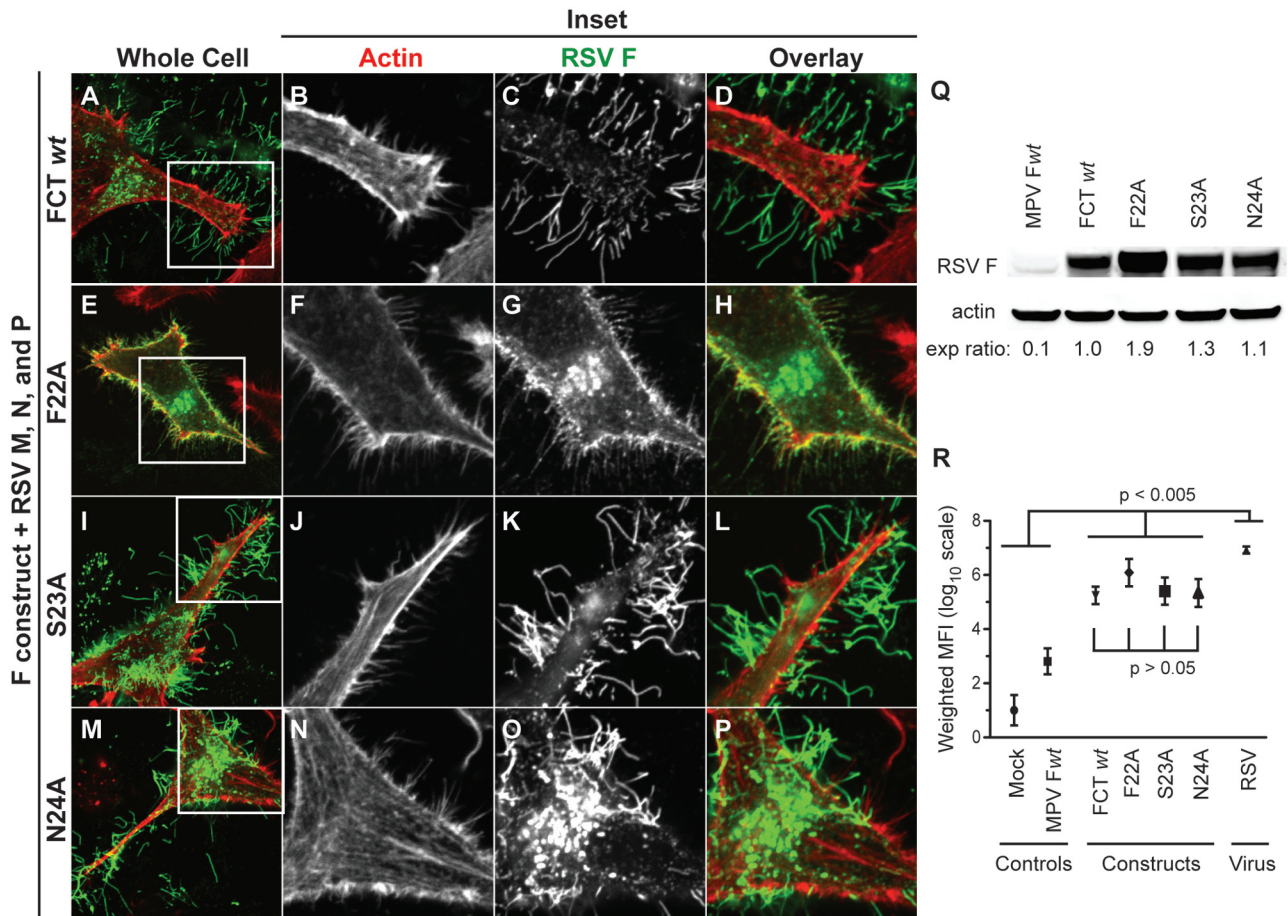 Inset
Whole Cell Actin RSV F Overlay
F construct + RSV M, N, and P
FCT wt
A B C D
F22A
E F G H
S23A
I J K L
N24A
M N O P
Q
MPV Fwt FCT wt F22A S23A N24A
RSV F
actin
exp ratio: 0.1 1.0 1.9 1.3 1.1
R
p < 0.005
Weighted MFI (log10 scale)
8
6
4
2
0
p > 0.05
Mock MPV Fwt FCT wt F22A S23A N24A RSV
Controls Constructs Virus